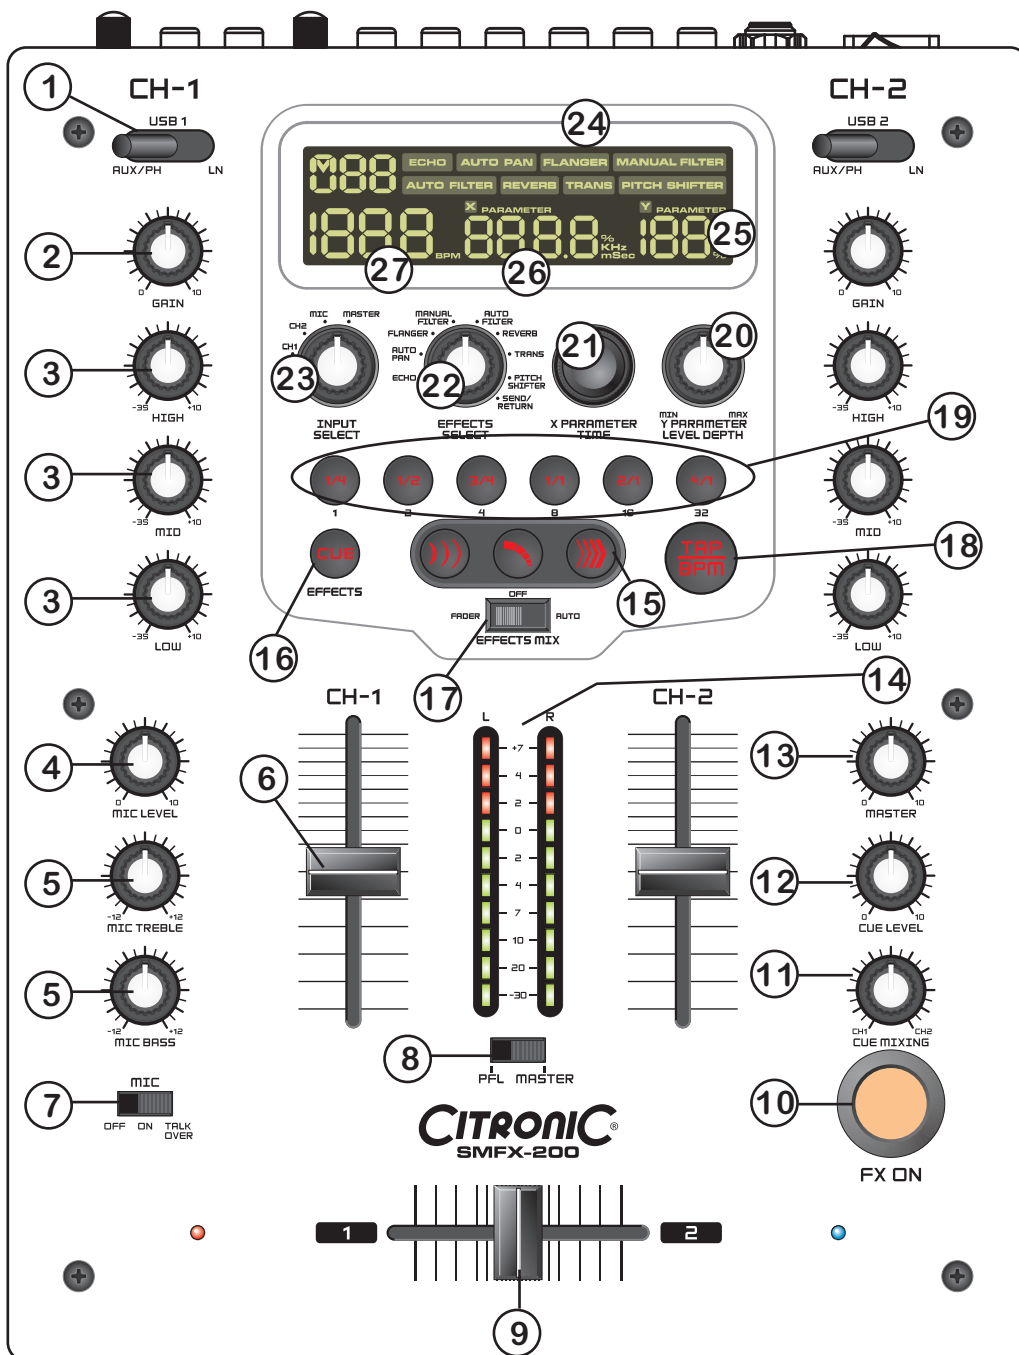 CH-1
CH-2
1
USB 1
AUX/PH
LN
USB 2
AUX/PH
LN
24
M88
ECHO
AUTO PAN
FLANGER
MANUAL FILTER
AUTO FILTER
REVERB
TRANS
PITCH SHIFTER
188.8
BPM
X PARAMETER
888.8
%
KHz
mSec
Y PARAMETER
188
%
25
26
27
2
0
10
GAIN
0
10
GAIN
3
-35
+10
HIGH
-35
+10
HIGH
MIC
MASTER
CH2
CH1
23
INPUT
SELECT
MANUAL
FILTER
AUTO
FILTER
FLANGER
REVERB
AUTO
PAN
TRANS
ECHO
PITCH
SHIFTER
SEND/
RETURN
22
EFFECTS
SELECT
21
X PARAMETER
TIME
20
MIN
MAX
Y PARAMETER
LEVEL DEPTH
19
1/4
1/2
3/4
1/1
2/1
4/1
1
2
4
8
16
32
3
-35
+10
MID
-35
+10
MID
CUE
EFFECTS
TAP
BPM
18
15
16
OFF
FADER
AUTO
EFFECTS MIX
17
3
-35
+10
LOW
-35
+10
LOW
CH-1
CH-2
14
L
R
+7
4
2
0
2
4
7
10
20
-30
4
0
10
MIC LEVEL
6
13
0
10
MASTER
5
-12
+12
MIC TREBLE
12
0
10
CUE LEVEL
5
-12
+12
MIC BASS
11
CH1
CH2
CUE MIXING
8
PFL
MASTER
7
MIC
OFF
ON
TALK
OVER
10
FX ON
CITRONIC®
SMFX-200
1
2
9